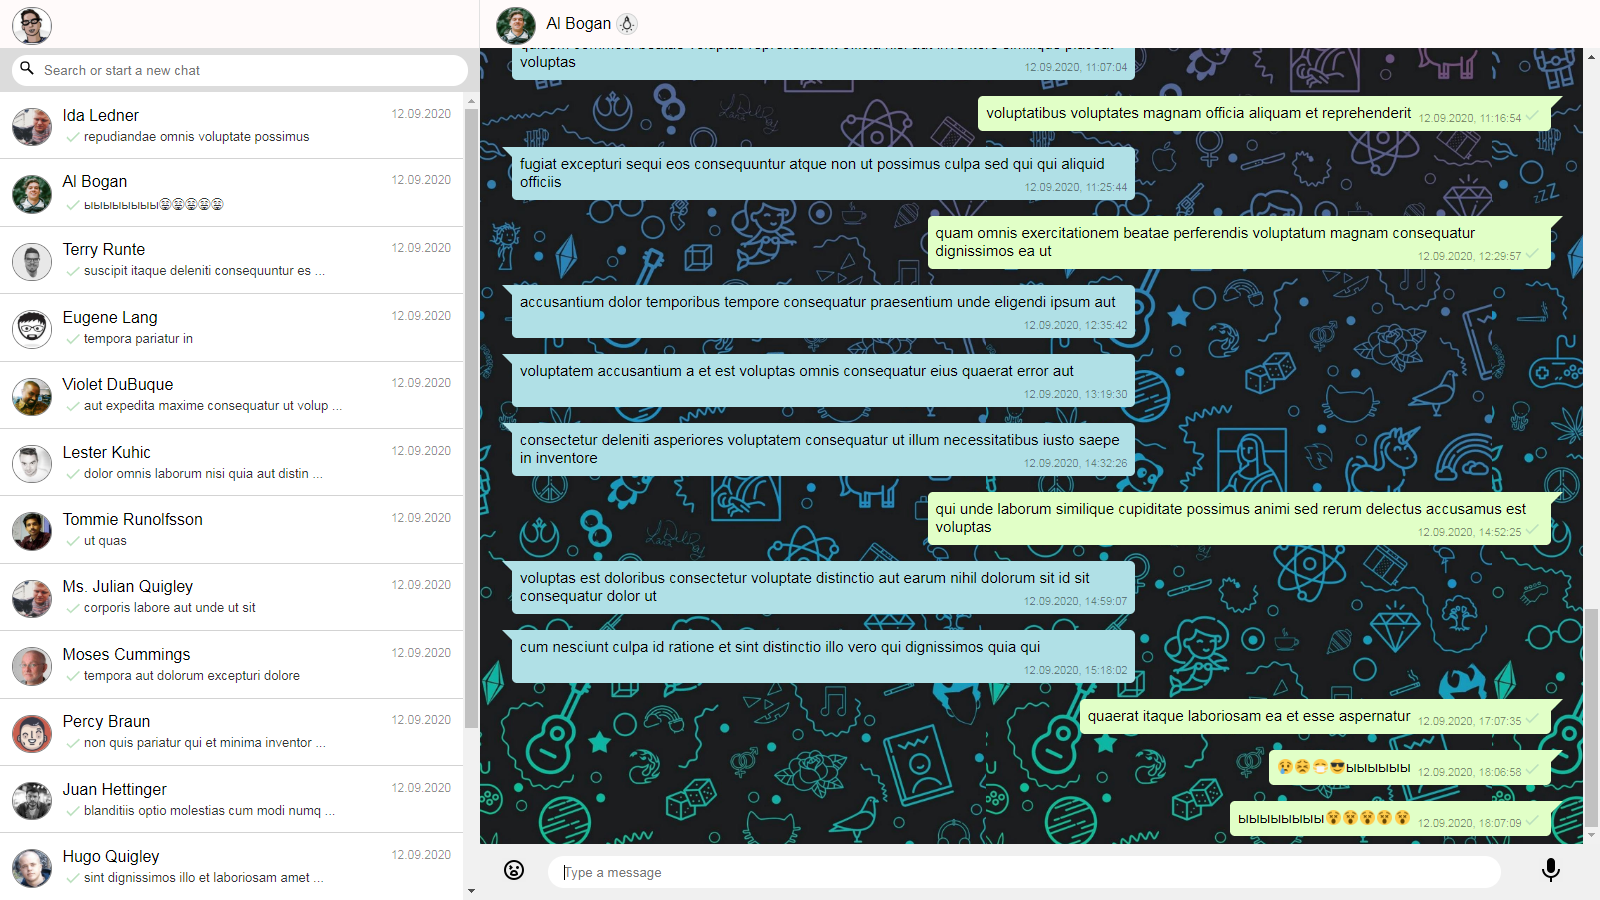 Search or start a new chat
Ida Ledner
12.09.2020
repudiandae omnis voluptate possimus
Al Bogan
12.09.2020
ыыыыыыыы😫😫😫😫😫
Terry Runte
12.09.2020
suscipit itaque deleniti consequuntur es ...
Eugene Lang
12.09.2020
tempora pariatur in
Violet DuBuque
12.09.2020
aut expedita maxime consequatur ut volup ...
Lester Kuhic
12.09.2020
dolor omnis laborum nisi quia aut distin ...
Tommie Runolfsson
12.09.2020
ut quas
Ms. Julian Quigley
12.09.2020
corporis labore aut unde ut sit
Moses Cummings
12.09.2020
tempora aut dolorum excepturi dolore
Percy Braun
12.09.2020
non quis pariatur qui et minima inventor ...
Juan Hettinger
12.09.2020
blanditiis optio molestias cum modi numq ...
Hugo Quigley
12.09.2020
sint dignissimos illo et laboriosam amet ...
Al Bogan
voluptas
12.09.2020, 11:07:04
voluptatibus voluptates magnam officia aliquam et reprehenderit
12.09.2020, 11:16:54
fugiat excepturi sequi eos consequuntur atque non ut possimus culpa sed qui qui aliquid
officiis
12.09.2020, 11:25:44
quam omnis exercitationem beatae perferendis voluptatum magnam consequatur
dignissimos ea ut
12.09.2020, 12:29:57
accusantium dolor temporibus tempore consequatur praesentium unde eligendi ipsum aut
12.09.2020, 12:35:42
voluptatem accusantium a et est voluptas omnis consequatur eius quaerat error aut
12.09.2020, 13:19:30
consectetur deleniti asperiores voluptatem consequatur ut illum necessitatibus iusto saepe
in inventore
12.09.2020, 14:32:26
qui unde laborum similique cupiditate possimus animi sed rerum delectus accusamus est
voluptas
12.09.2020, 14:52:25
voluptas est doloribus consectetur voluptate distinctio aut earum nihil dolorum sit id sit
consequatur dolor ut
12.09.2020, 14:59:07
cum nesciunt culpa id ratione et sint distinctio illo vero qui dignissimos quia qui
12.09.2020, 15:18:02
quaerat itaque laboriosam ea et esse aspernatur
12.09.2020, 17:07:35
😢😣😷😎ыыыыыы
12.09.2020, 18:06:58
ыыыыыыыы😵😵😵😵😵
12.09.2020, 18:07:09
Type a message